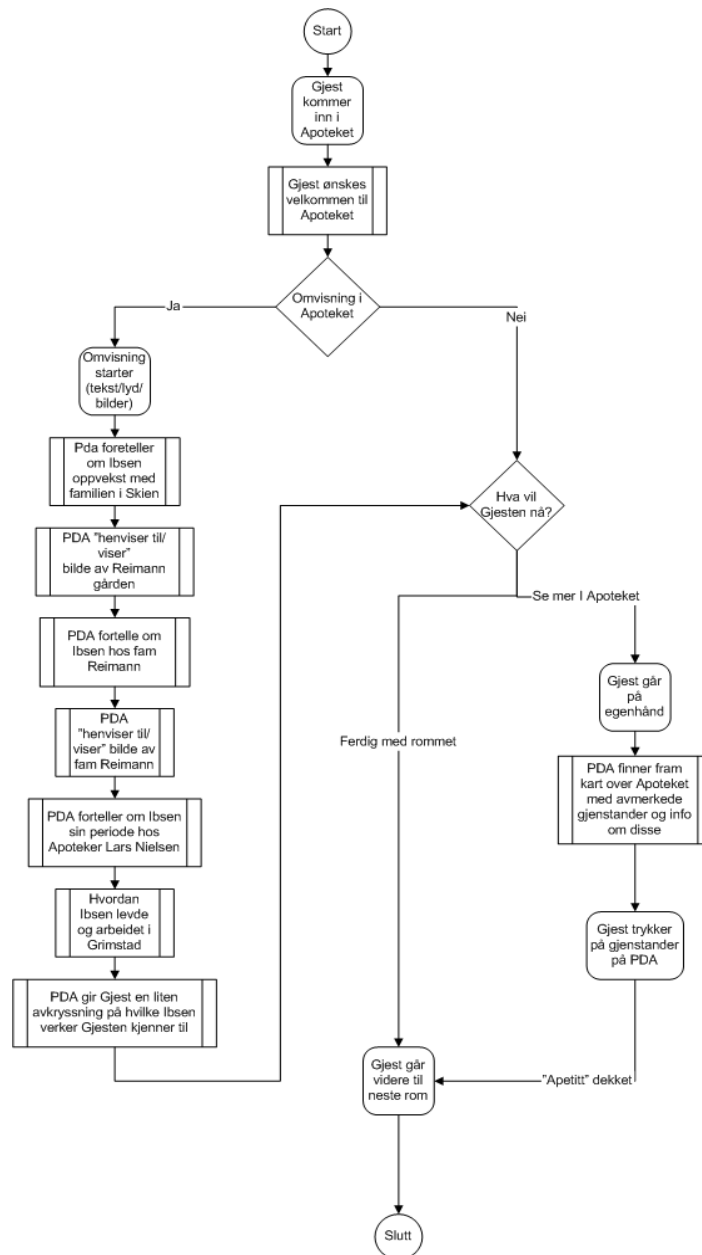 Start
Gjest
kommer
inn i
Apoteket
Gjest ønskes
velkommen til
Apoteket
Omvisning i
Apoteket
Ja
Nei
Omvisning
starter
(tekst/lyd/
bilder)
Pda foreteller
om Ibsen
oppvekst med
familien i Skien
PDA "henviser til/
viser"
bilde av Reimann
gården
PDA fortelle om
Ibsen hos fam
Reimann
PDA
"henviser til/
viser" bilde av
fam Reimann
PDA forteller om Ibsen
sin periode hos
Apoteker Lars Nielsen
Hvordan
Ibsen levde
og arbeidet i
Grimstad
PDA gir Gjest en liten
avkryssning på hvilke Ibsen
verker Gjesten kjenner til
Hva vil
Gjesten nå?
Se mer I Apoteket
Ferdig med rommet
Gjest går
på
egenhånd
PDA finner fram
kart over Apoteket
med avmerkede
gjenstander og info
om disse
Gjest trykker
på gjenstander
på PDA
"Apetitt" dekket
Gjest går
videre til
neste rom
Slutt